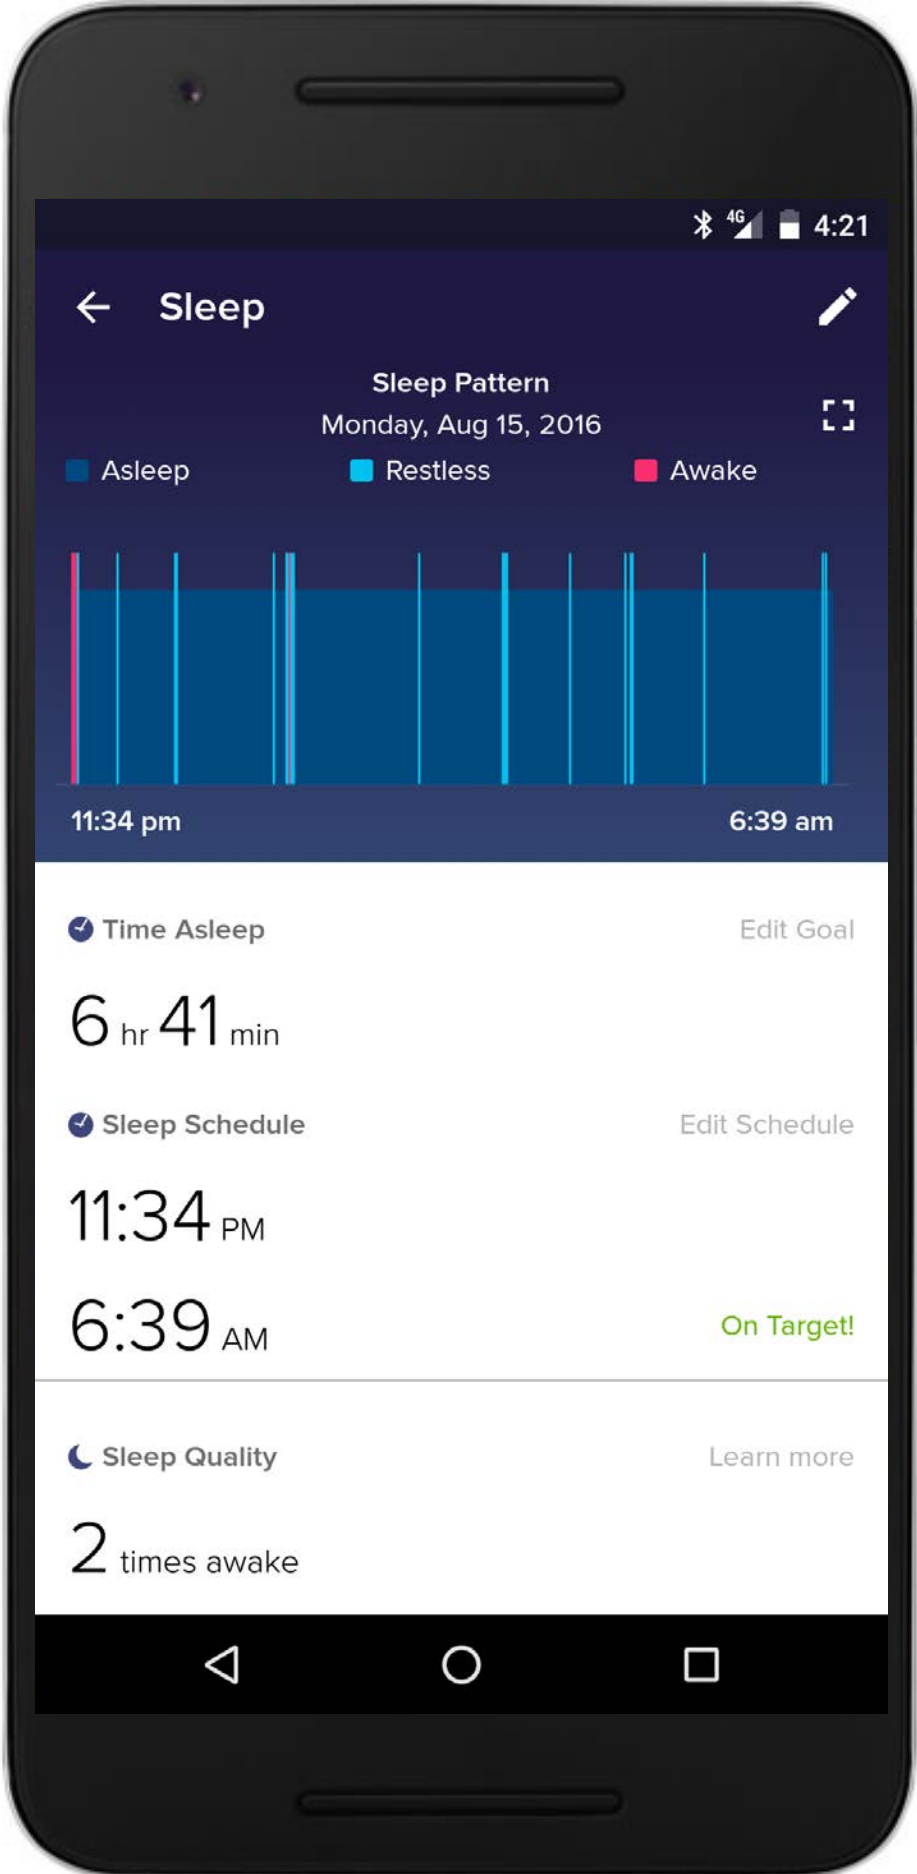 4G 4:21
Sleep
Sleep Pattern
Monday, Aug 15, 2016
Asleep Restless Awake
11:34 pm 6:39 am
Time Asleep Edit Goal
6 hr 41 min
Sleep Schedule Edit Schedule
11:34 PM
6:39 AM On Target!
Sleep Quality Learn more
2 times awake